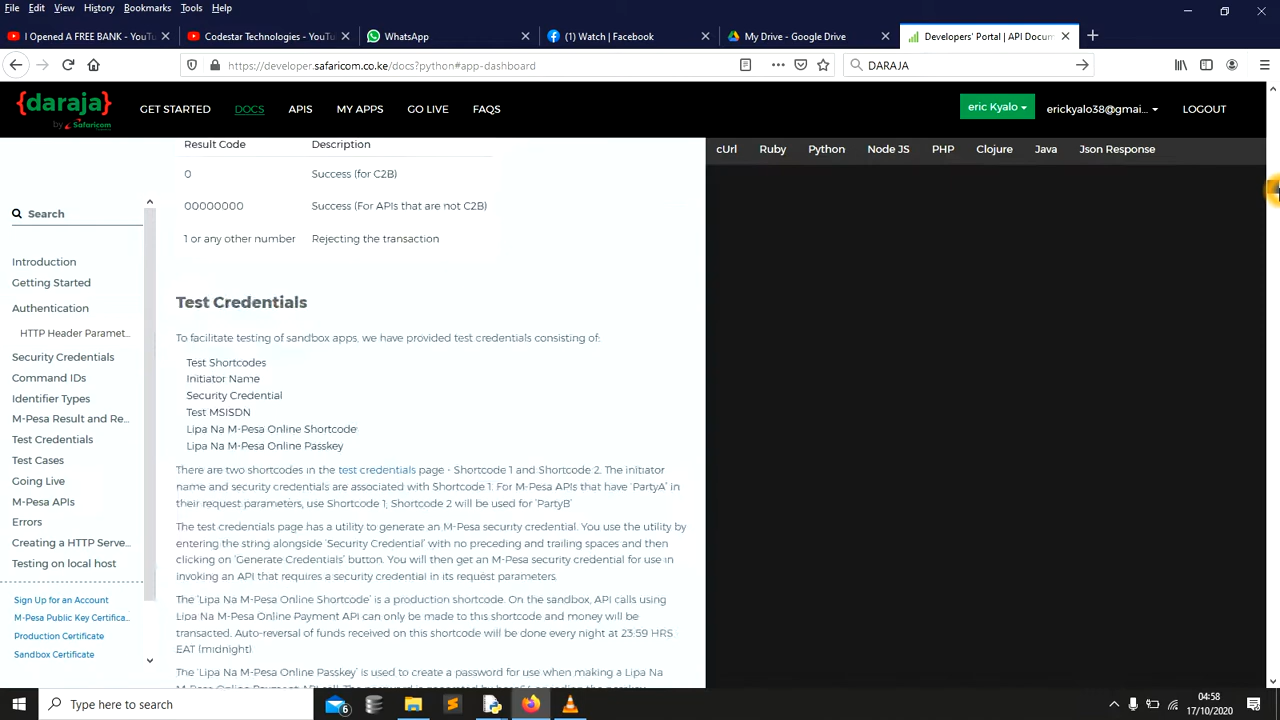 File Edit View History Bookmarks Tools Help
I Opened A FREE BANK - YouTu
Codestar Technologies - YouTu
WhatsApp
(1) Watch | Facebook
My Drive - Google Drive
Developers' Portal | API Docum
https://developer.safaricom.co.ke/docs?python#app-dashboard
DARAJA
{daraja}
by Safaricom
GET STARTED
DOCS
APIS
MY APPS
GO LIVE
FAQS
eric Kyalo
erickyalo38@gmai...
LOGOUT
cUrl Ruby Python Node JS PHP Clojure Java Json Response
Search
Introduction
Getting Started
Authentication
HTTP Header Paramet...
Security Credentials
Command IDs
Identifier Types
M-Pesa Result and Re...
Test Credentials
Test Cases
Going Live
M-Pesa APIs
Errors
Creating a HTTP Serve...
Testing on local host
Sign Up for an Account
M-Pesa Public Key Certifica...
Production Certificate
Sandbox Certificate
Result Code Description
0 Success (for C2B)
00000000 Success (For APIs that are not C2B)
1 or any other number Rejecting the transaction
Test Credentials
To facilitate testing of sandbox apps, we have provided test credentials consisting of:
Test Shortcodes
Initiator Name
Security Credential
Test MSISDN
Lipa Na M-Pesa Online Shortcode
Lipa Na M-Pesa Online Passkey
There are two shortcodes in the test credentials page - Shortcode 1 and Shortcode 2. The initiator
name and security credentials are associated with Shortcode 1. For M-Pesa APIs that have 'PartyA' in
their request parameters, use Shortcode 1; Shortcode 2 will be used for 'PartyB'
The test credentials page has a utility to generate an M-Pesa security credential. You use the utility by
entering the string alongside 'Security Credential' with no preceding and trailing spaces and then
clicking on 'Generate Credentials' button. You will then get an M-Pesa security credential for use in
invoking an API that requires a security credential in its request parameters.
The 'Lipa Na M-Pesa Online Shortcode' is a production shortcode. On the sandbox, API calls using
Lipa Na M-Pesa Online Payment API can only be made to this shortcode and money will be
transacted. Auto-reversal of funds received on this shortcode will be done every night at 23.59 HRS
EAT (midnight).
The 'Lipa Na M-Pesa Online Passkey' is used to create a password for use when making a Lipa Na
Type here to search
6
04:58
17/10/2020